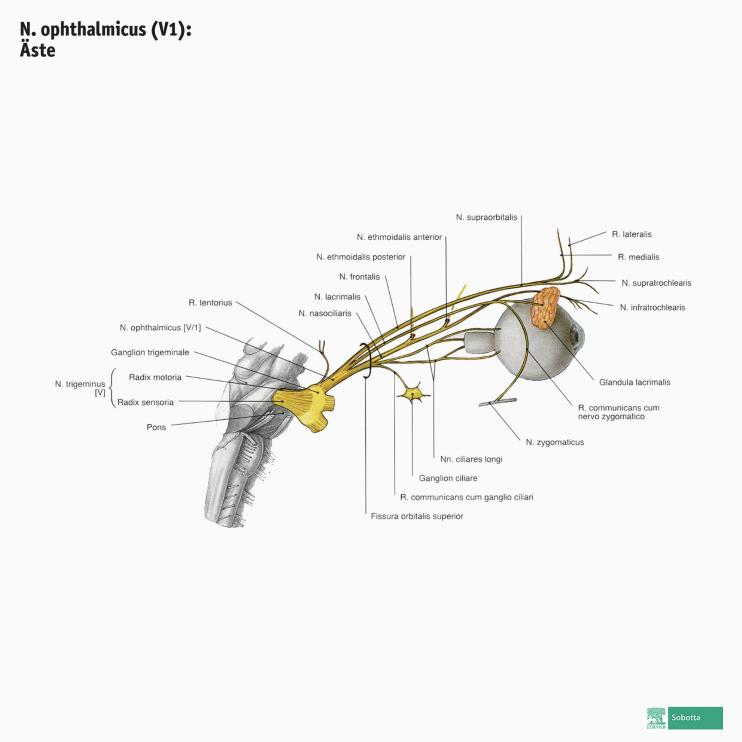 N. ophthalmicus (V1):
Äste
N. supraorbitalis
R. lateralis
N. ethmoidalis anterior
R. medialis
N. ethmoidalis posterior
N. frontalis
N. supratrochlearis
N. lacrimalis
R. tentorius
N. infratrochlearis
N. nasociliaris
N. ophthalmicus [V/1]
Ganglion trigeminale
Radix motoria
N. trigeminus
[V]
Glandula lacrimalis
Radix sensoria
R. communicans cum
nervo zygomatico
Pons
N. zygomaticus
Nn. ciliares longi
Ganglion ciliare
R. communicans cum ganglio ciliari
Fissura orbitalis superior
ELSEVIER
Sobotta